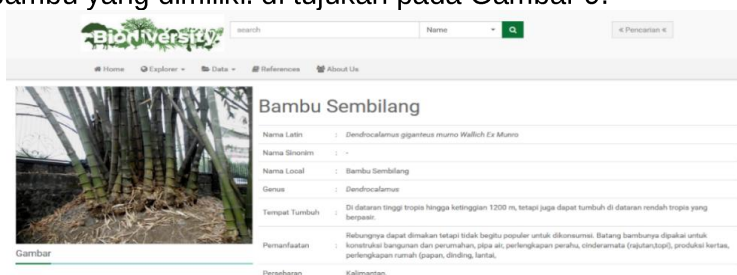 bambu yang dimiliki. di tujukan pada Gambar
Biodiversity
search Name < Pencarian <
Home Explorer Data References About Us
Bambu Sembilang
Nama Latin : Dendrocalamus giganteus murno Wallich Ex Munro
Nama Sinonim : -
Nama Local : Bambu Sembilang
Genus : Dendrocalamus
Tempat Tumbuh : Di dataran tinggi tropis hingga ketinggian 1200 m, tetapi juga dapat tumbuh di dataran rendah tropis yang
berpasir.
Pemanfaatan : Rebungnya dapat dimakan tetapi tidak begitu populer untuk dikonsumsi. Batang bambunya dipakai untuk
konstruksi bangunan dan perumahan, pipa air, perlengkapan perahu, cinderamata (rajutan,topi), produksi kertas,
perlengkapan rumah (papan, dinding, lantai,
Gambar
Persebaran Kalimantan